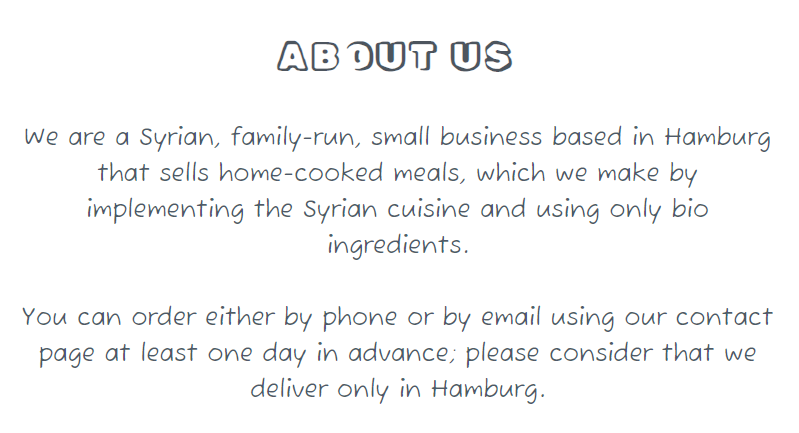 ABOUT US
We are a Syrian, family-run, small business based in Hamburg
that sells home-cooked meals, which we make by
implementing the Syrian cuisine and using only bio
ingredients.
You can order either by phone or by email using our contact
page at least one day in advance; please consider that we
deliver only in Hamburg.